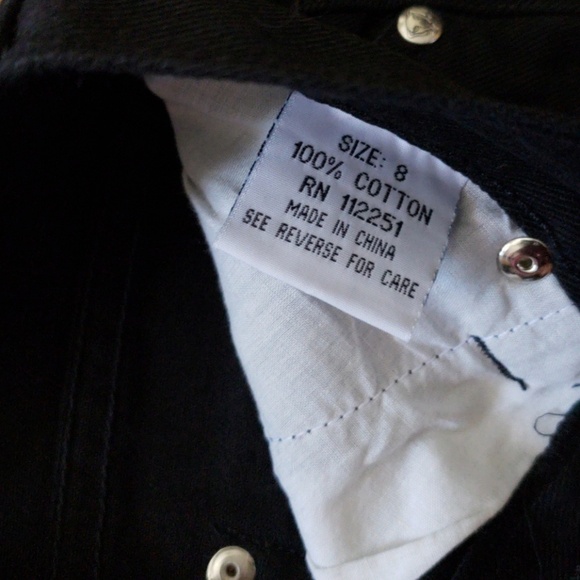 SIZE: 8
100% COTTON
RN 112251
MADE IN CHINA
SEE REVERSE FOR CARE